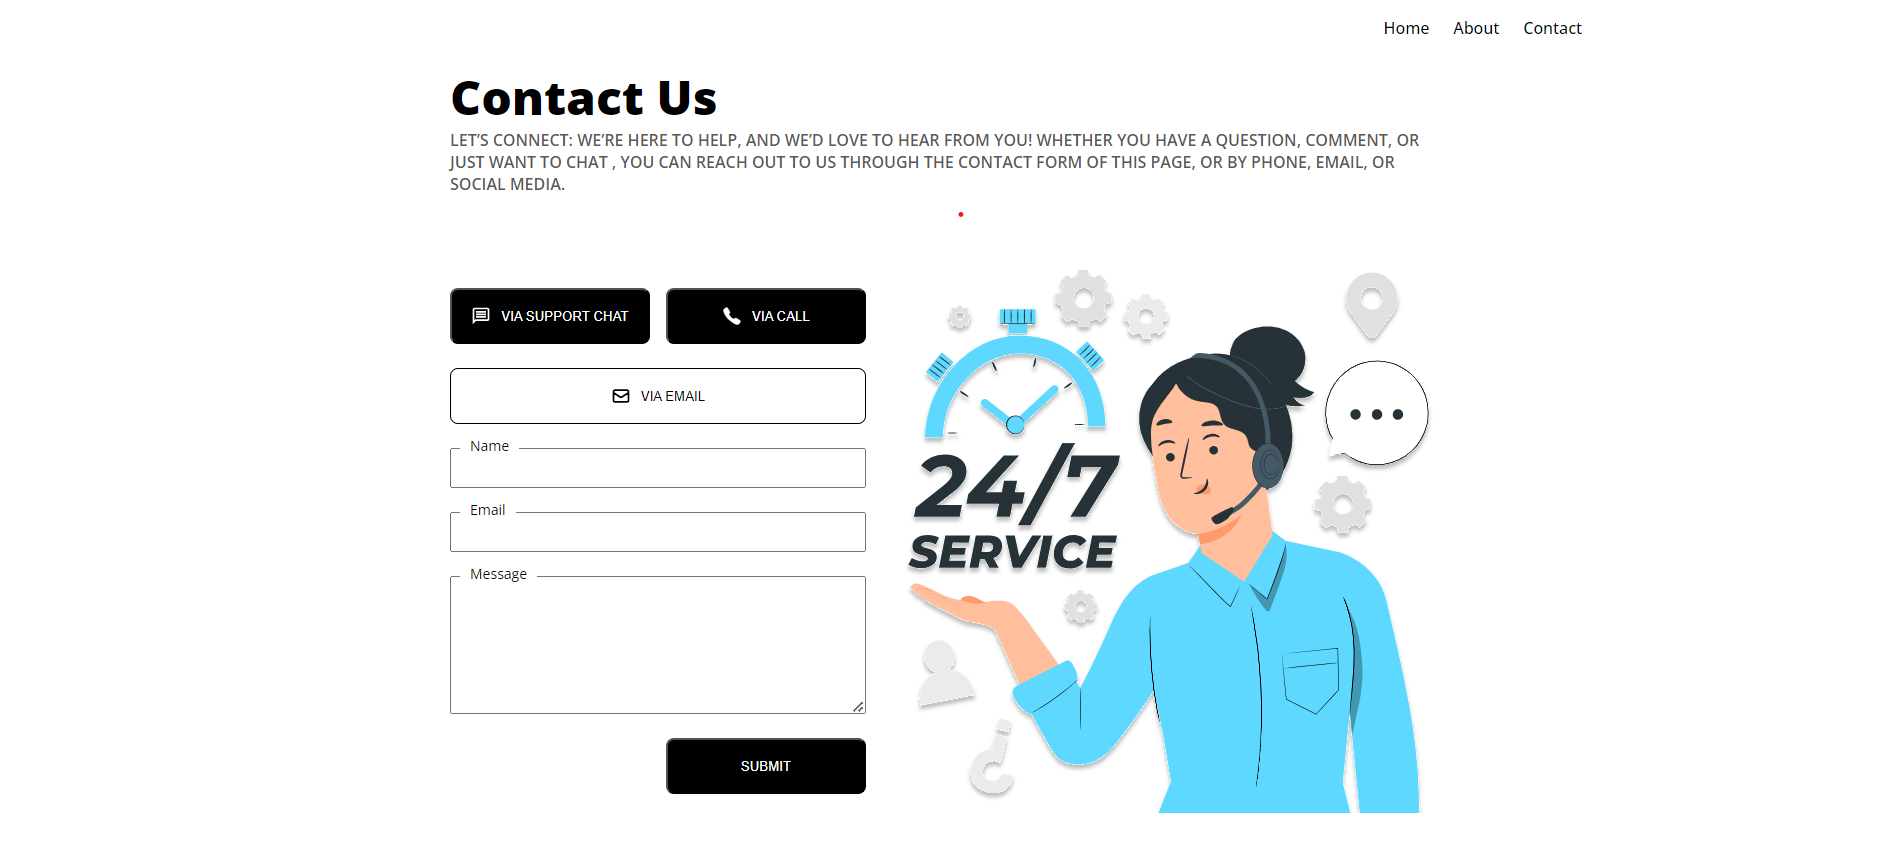 Home About Contact
Contact Us
LET’S CONNECT: WE’RE HERE TO HELP, AND WE’D LOVE TO HEAR FROM YOU! WHETHER YOU HAVE A QUESTION, COMMENT, OR
JUST WANT TO CHAT , YOU CAN REACH OUT TO US THROUGH THE CONTACT FORM OF THIS PAGE, OR BY PHONE, EMAIL, OR
SOCIAL MEDIA.
VIA SUPPORT CHAT
VIA CALL
VIA EMAIL
Name
Email
Message
SUBMIT
24/7
SERVICE